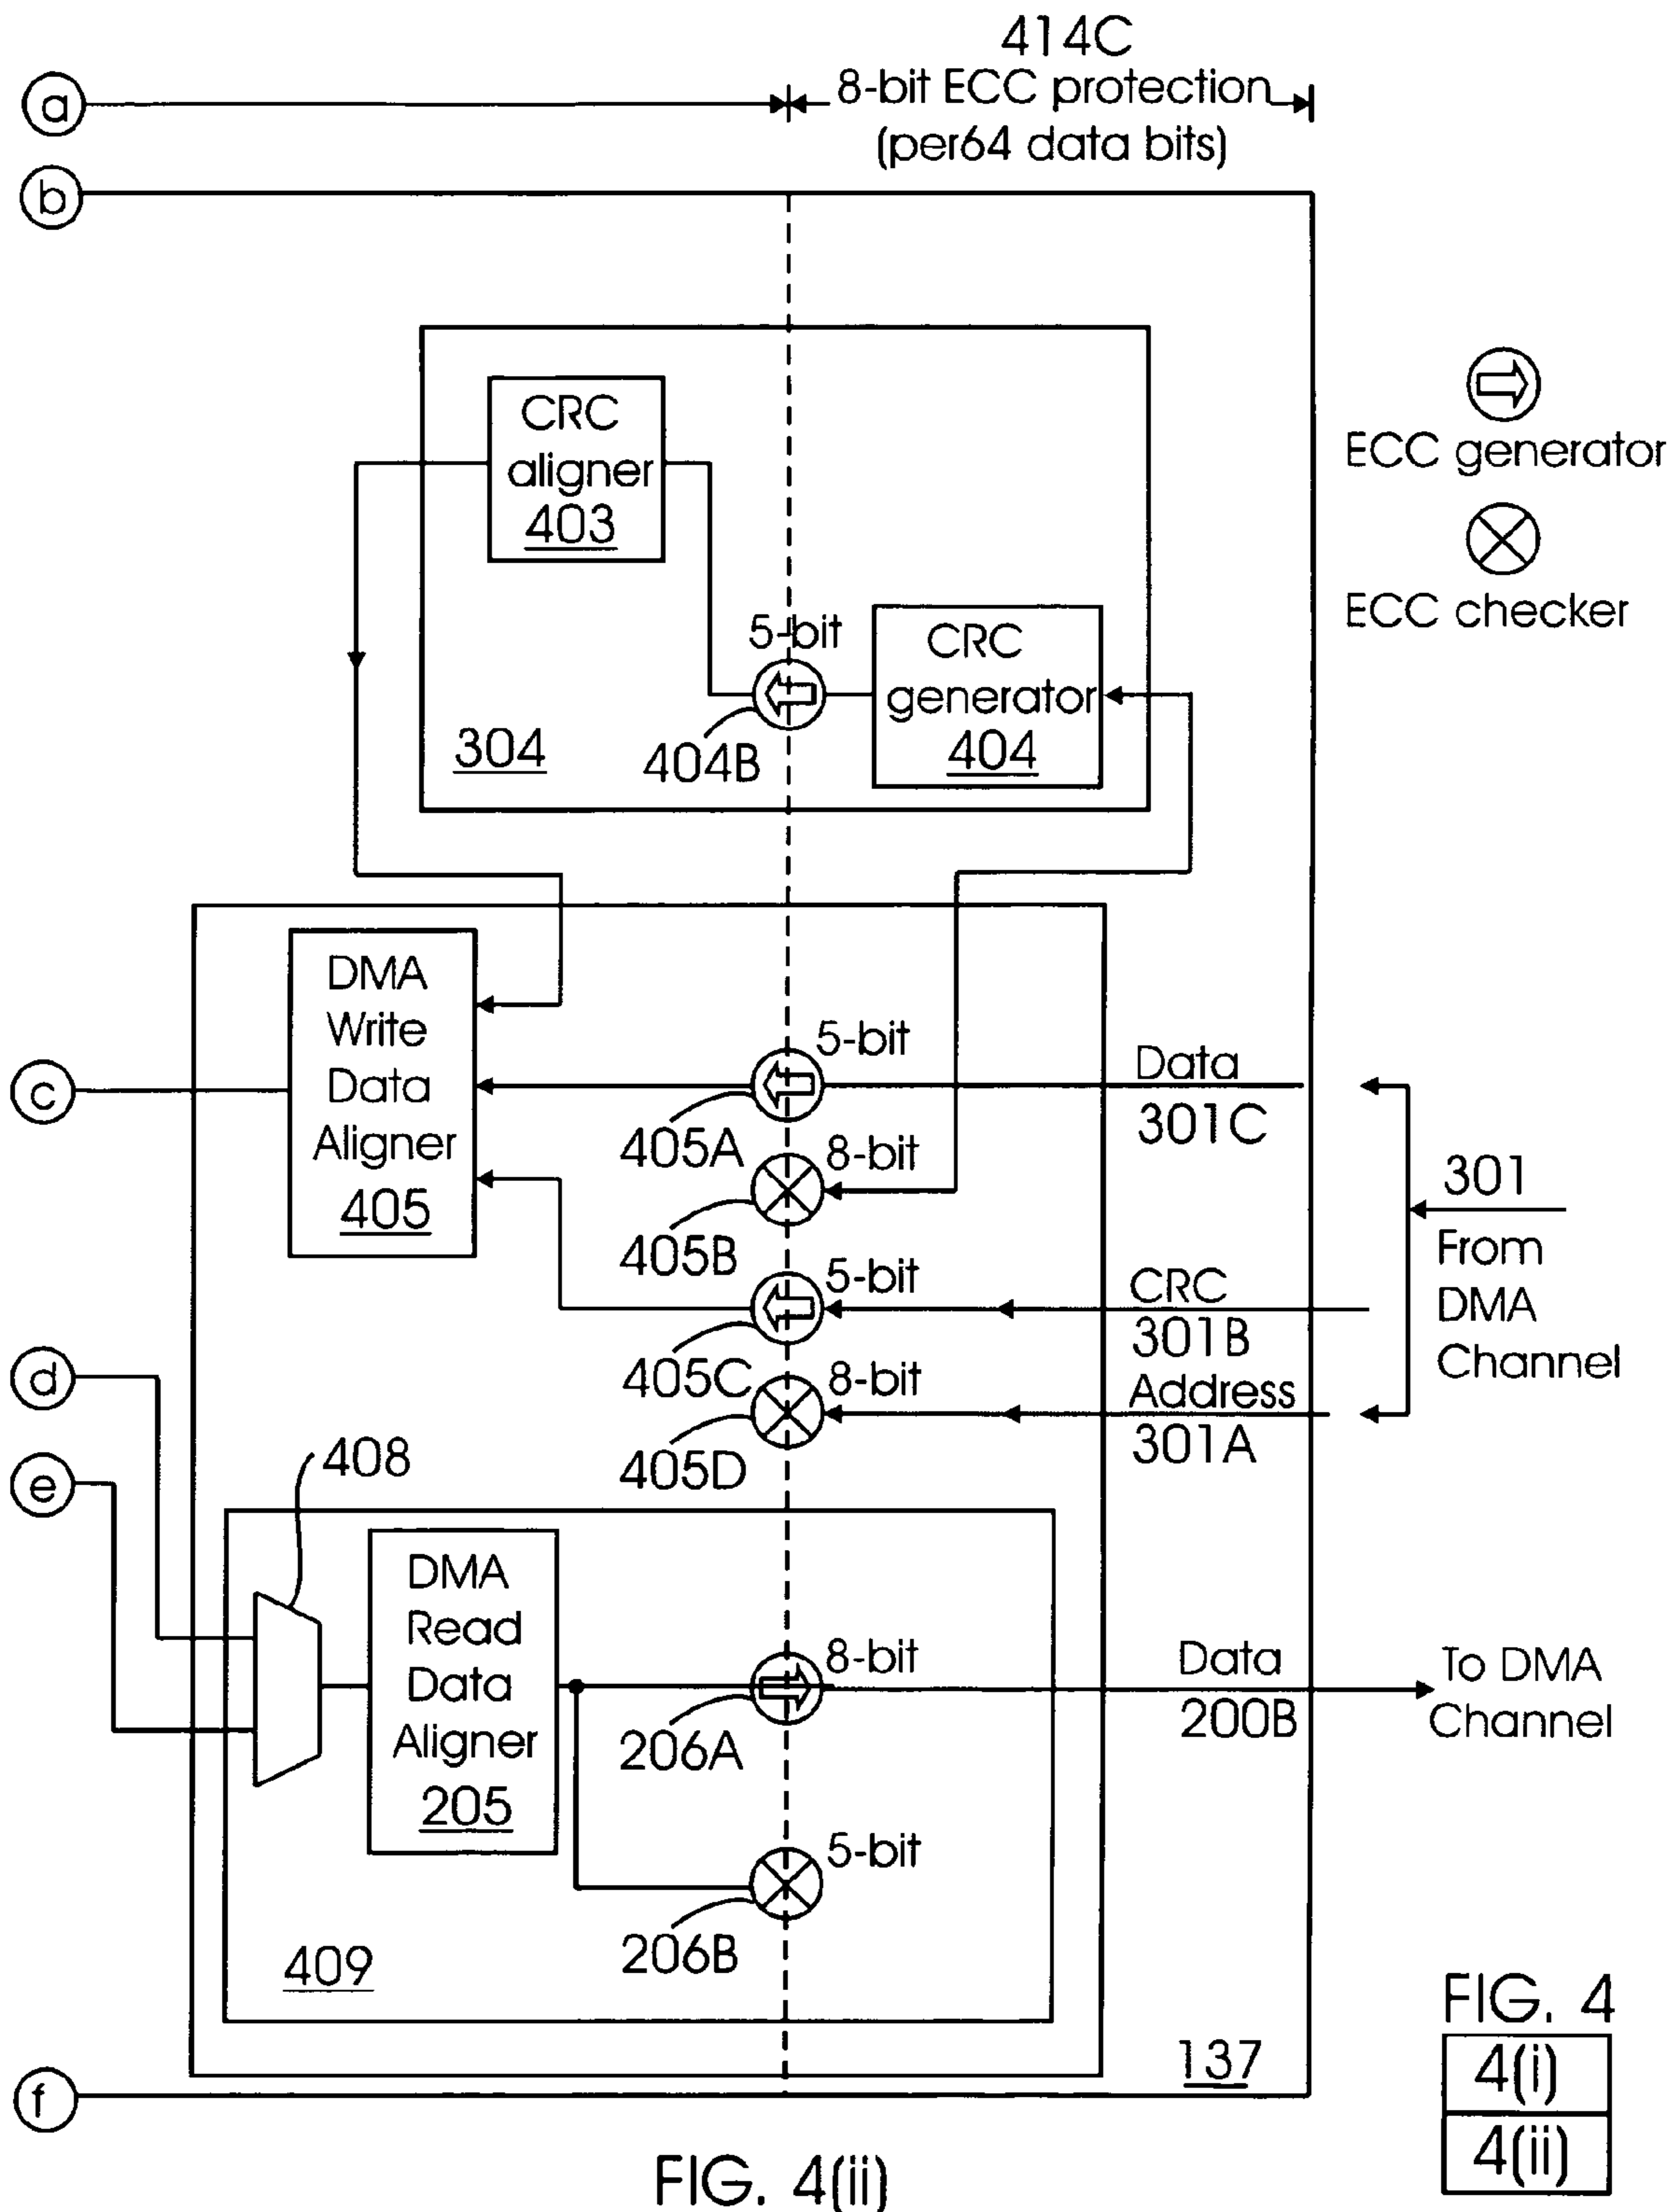 414C
a
8-bit ECC protection
(per64 data bits)
b
CRC
aligner
403
ECC generator
ECC checker
5-bit
CRC
generator
404
304
404B
DMA
Write
Data
Aligner
405
c
5-bit
Data
301C
405A
8-bit
405B
301
From
DMA
Channel
5-bit
CRC
301B
405C
8-bit
Address
301A
405D
d
e
408
DMA
Read
Data
Aligner
205
8-bit
206A
Data
200B
To DMA
Channel
5-bit
206B
409
137
f
FIG. 4
4(i)
4(ii)
FIG. 4(ii)